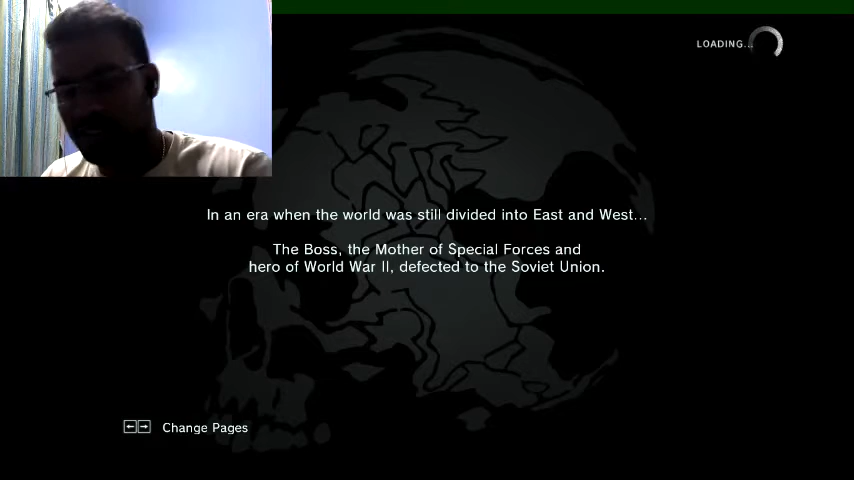 LOADING...
In an era when the world was still divided into East and West...
The Boss, the Mother of Special Forces and
hero of World War II, defected to the Soviet Union.
Change Pages